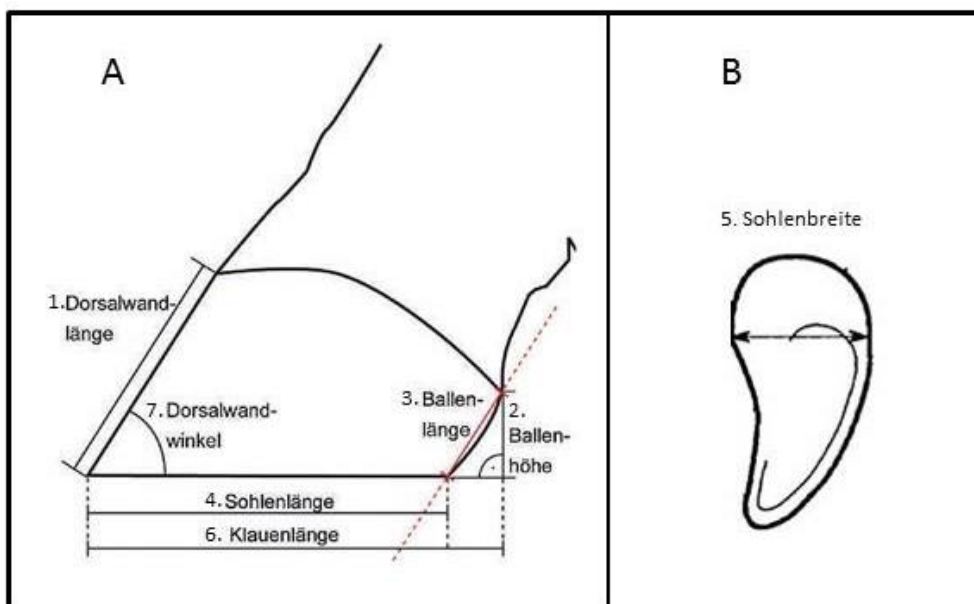 A
B
5. Sohlenbreite
1. Dorsalwand-
länge
7. Dorsalwand-
winkel
3. Ballen-
länge
2.
Ballen-
höhe
4. Sohlenlänge
6. Klauenlänge